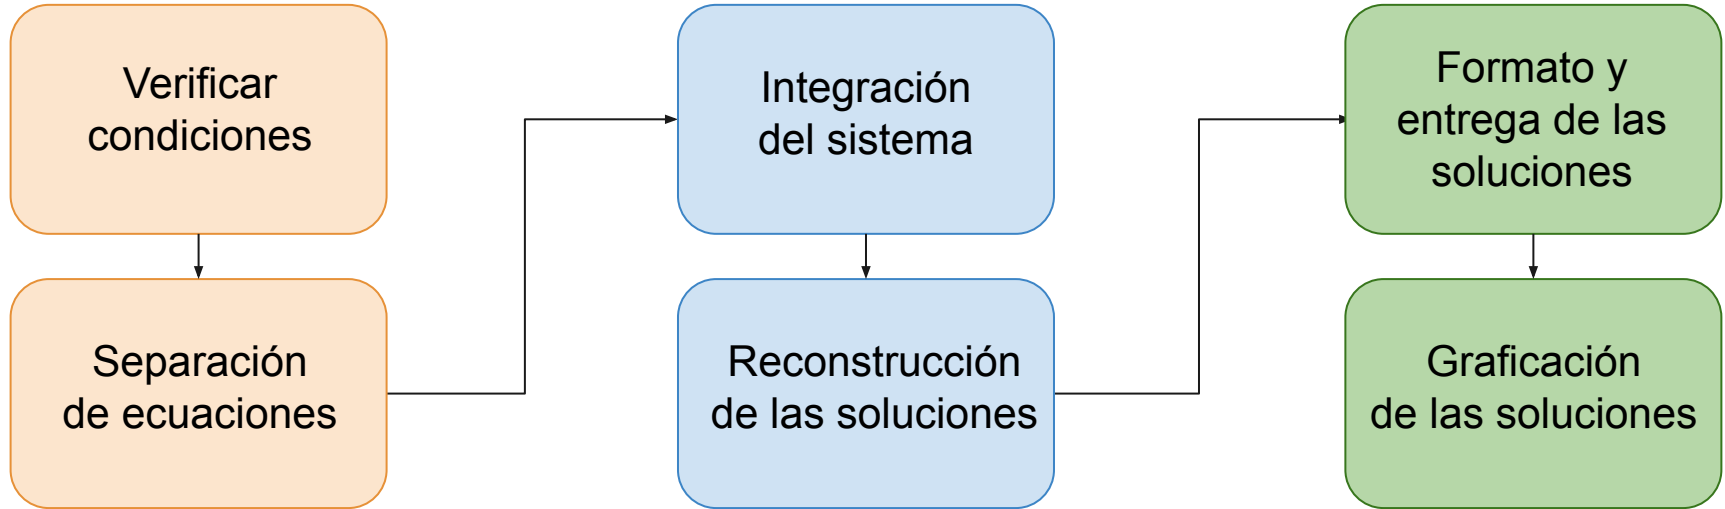 Verificar
condiciones
Separación
de ecuaciones
Integración
del sistema
Reconstrucción
de las soluciones
Formato y
entrega de las
soluciones
Graficación
de las soluciones